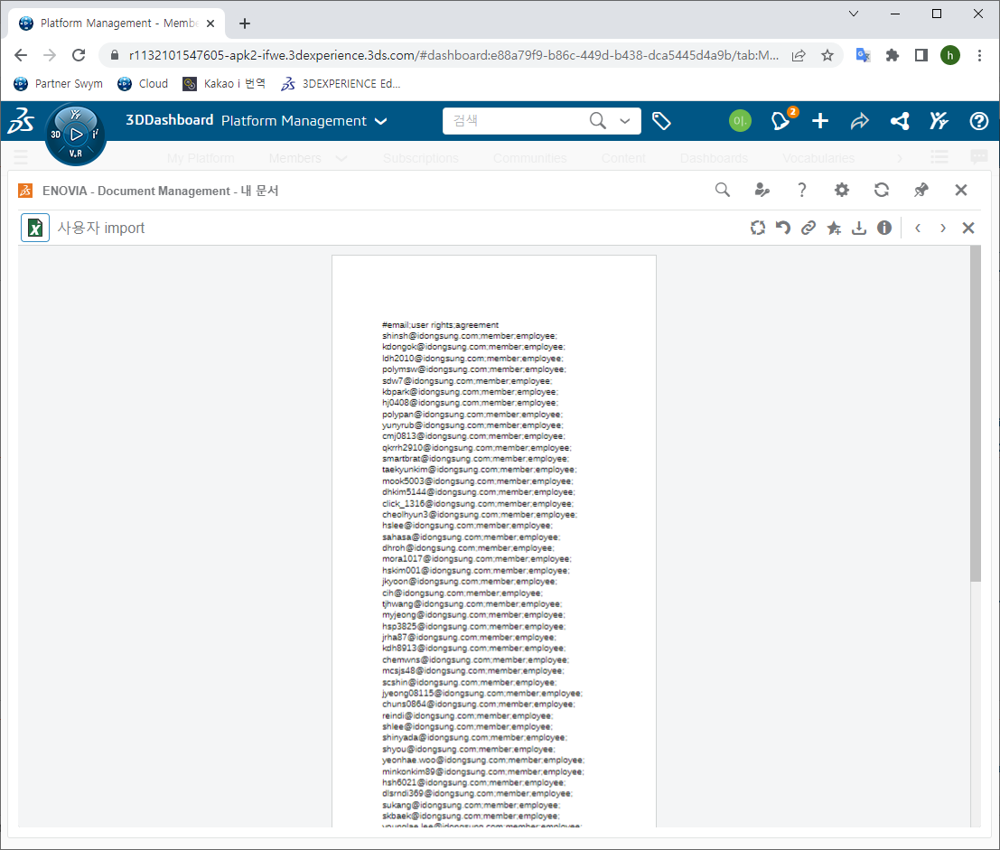 Platform Management - Membe
r1132101547605-apk2-ifwe.3dexperience.3ds.com/#dashboard:e88a79f9-b86c-449d-b438-dca5445d4a9b/tab:M...
h
Partner Swym
Cloud
Kakao i 번역
3DEXPERIENCE Ed...
3DDashboard Platform Management
검색
이.
2
3D
V.R
My Platform
Members
Subscriptions
Communities
Content
Dashboards
Vocabularies
ENOVIA - Document Management - 내 문서
사용자 import
#email;user rights;agreement
shinsh@idongsung.com;member;employee;
kdongok@idongsung.com;member;employee;
ldh2010@idongsung.com;member;employee;
polymsw@idongsung.com;member;employee;
sdw7@idongsung.com;member;employee;
kbpark@idongsung.com;member;employee;
hj0408@idongsung.com;member;employee;
polypan@idongsung.com;member;employee;
yunyrub@idongsung.com;member;employee;
cmj0813@idongsung.com;member;employee;
qkrrh2910@idongsung.com;member;employee;
smartbrat@idongsung.com;member;employee;
taekyunkim@idongsung.com;member;employee;
mook5003@idongsung.com;member;employee;
dhkim5144@idongsung.com;member;employee;
click_1316@idongsung.com;member;employee;
cheolhyun3@idongsung.com;member;employee;
hslee@idongsung.com;member;employee;
sahasa@idongsung.com;member;employee;
dhroh@idongsung.com;member;employee;
mora1017@idongsung.com;member;employee;
hskim001@idongsung.com;member;employee;
jkyoon@idongsung.com;member;employee;
cih@idongsung.com;member;employee;
tjhwang@idongsung.com;member;employee;
myjeong@idongsung.com;member;employee;
hsp3825@idongsung.com;member;employee;
jrha87@idongsung.com;member;employee;
kdh8913@idongsung.com;member;employee;
chemwns@idongsung.com;member;employee;
mcsjs48@idongsung.com;member;employee;
scshin@idongsung.com;member;employee;
jyeong08115@idongsung.com;member;employee;
chuns0864@idongsung.com;member;employee;
reindi@idongsung.com;member;employee;
shlee@idongsung.com;member;employee;
shinyada@idongsung.com;member;employee;
shyou@idongsung.com;member;employee;
yeonhae.woo@idongsung.com;member;employee;
minkonkim89@idongsung.com;member;employee;
hsh6021@idongsung.com;member;employee;
dlsrndi369@idongsung.com;member;employee;
sukang@idongsung.com;member;employee;
skbaek@idongsung.com;member;employee;